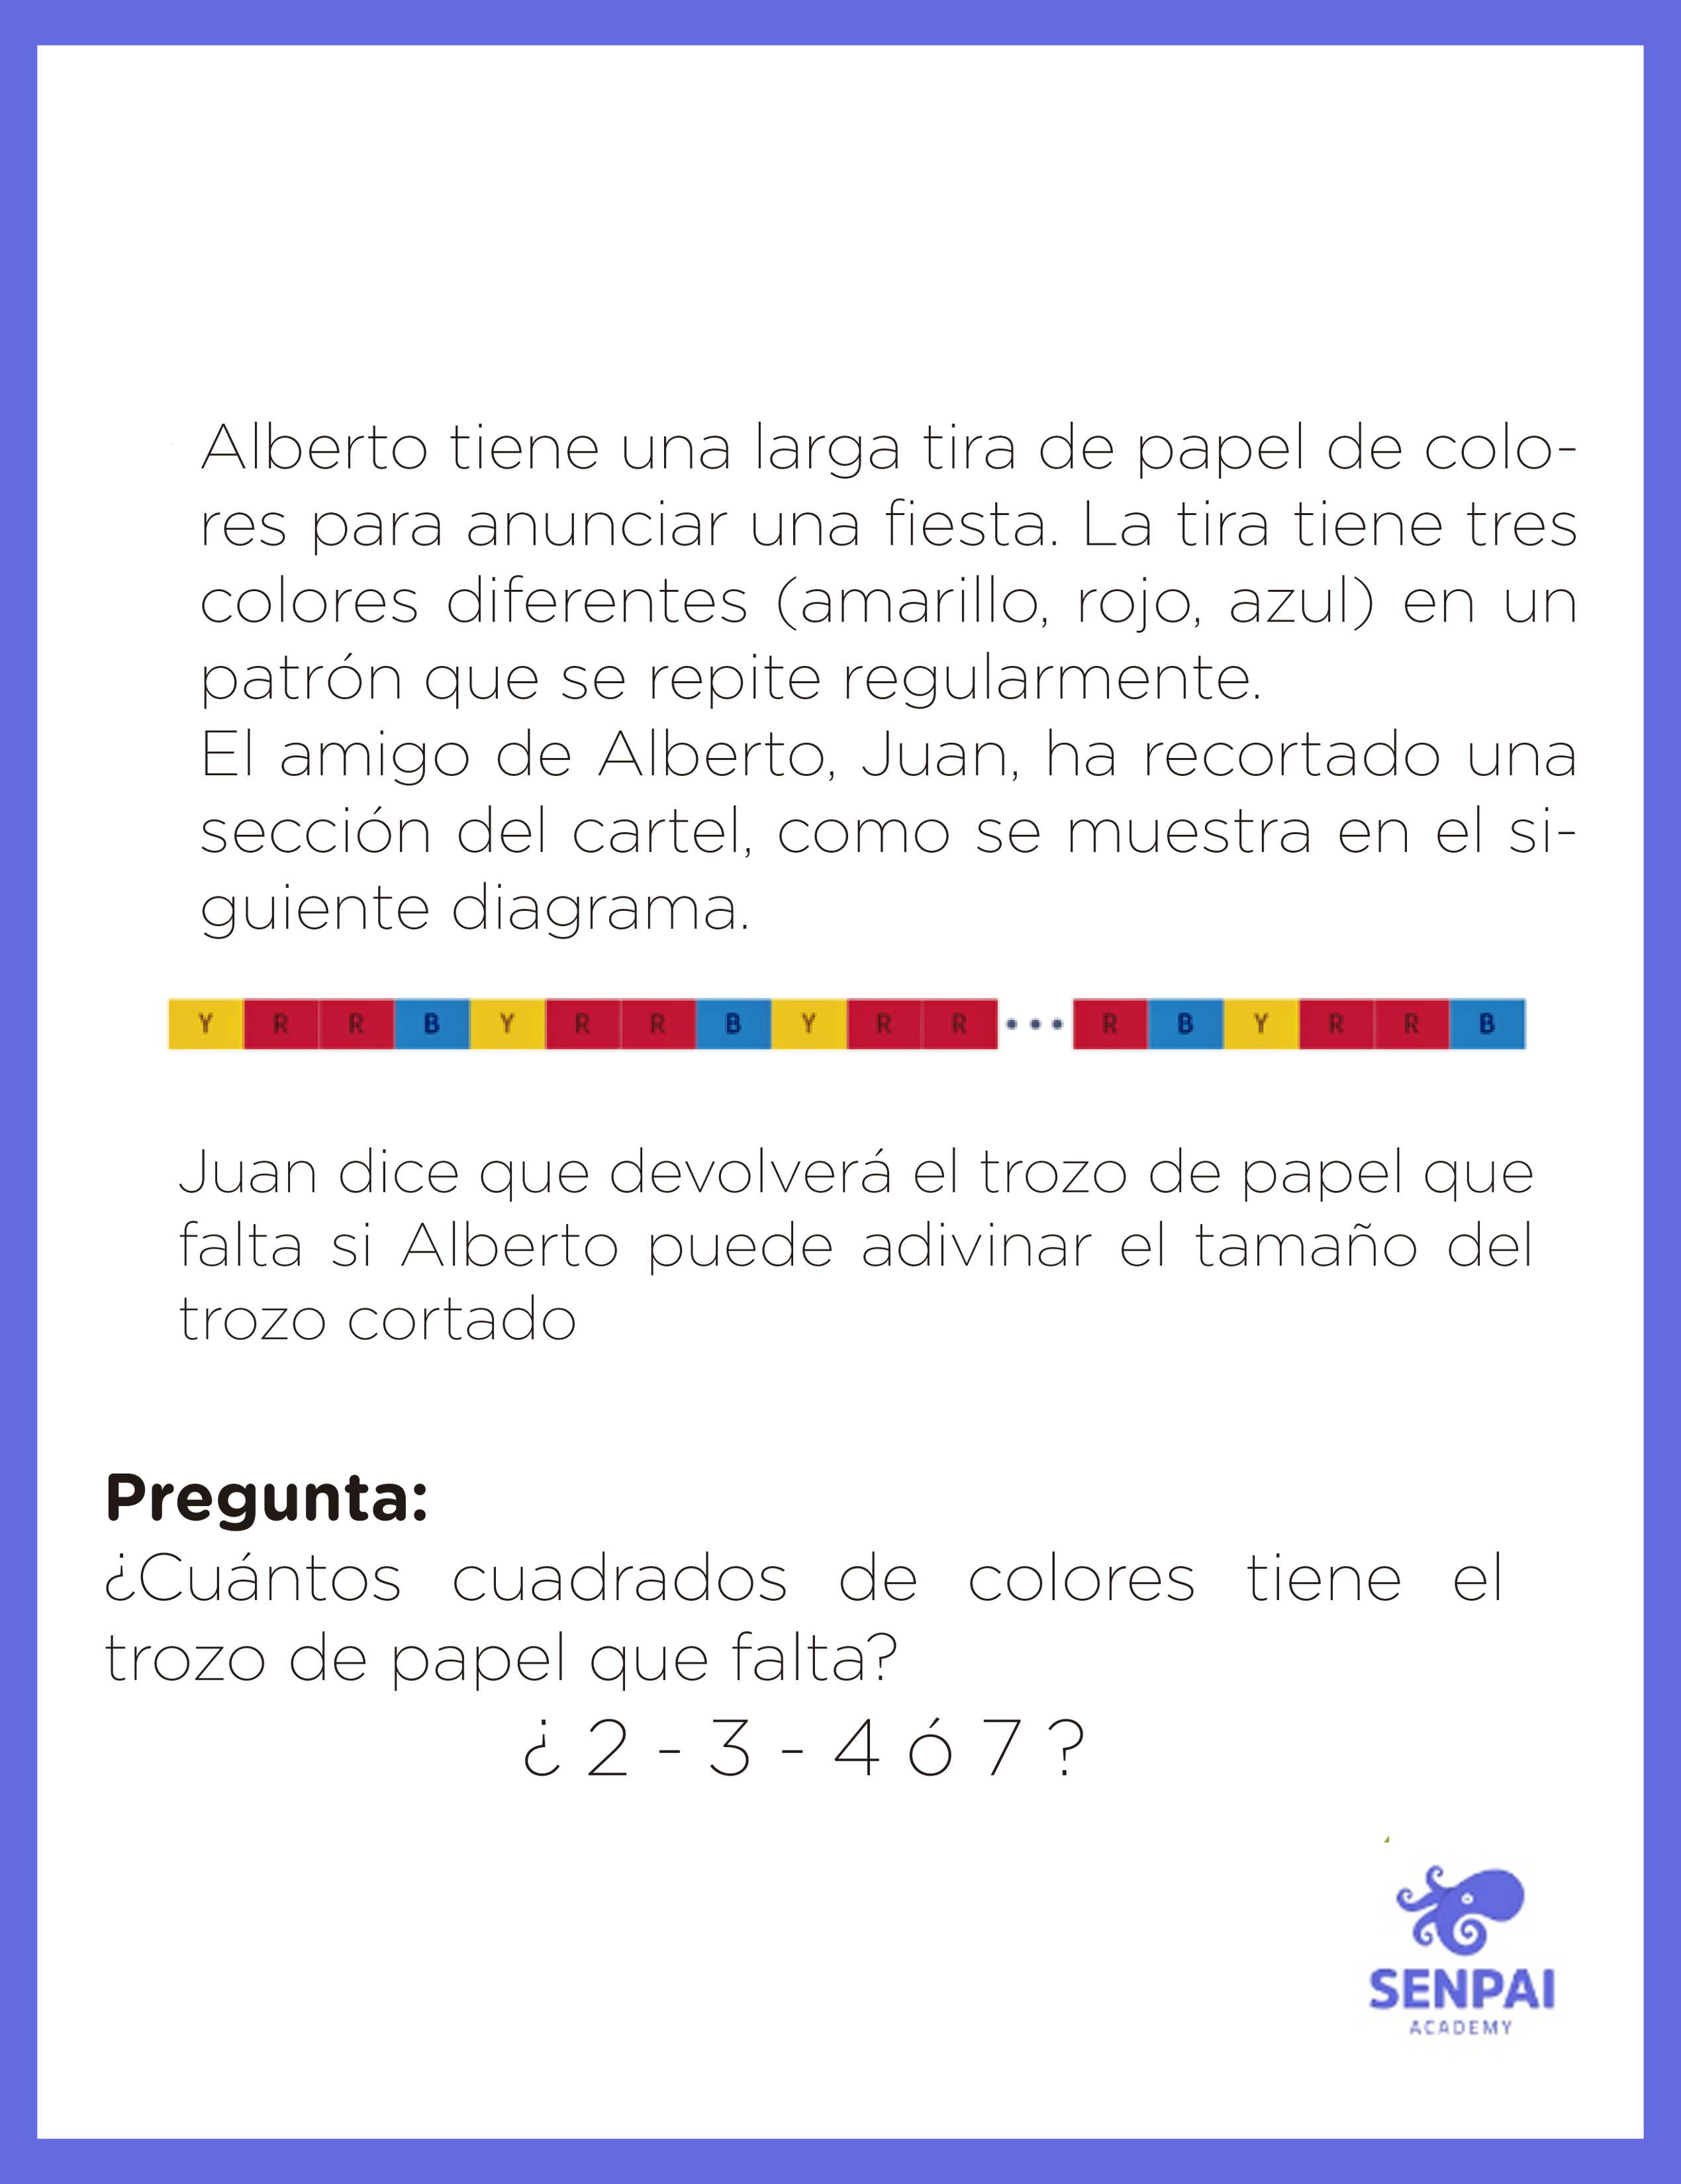 Alberto tiene una larga tira de papel de colo-
res para anunciar una fiesta. La tira tiene tres
colores diferentes (amarillo, rojo, azul) en un
patrón que se repite regularmente.
El amigo de Alberto, Juan, ha recortado una
sección del cartel, como se muestra en el si-
guiente diagrama.
Y R R B Y R R B Y R R ... R B Y R R B
Juan dice que devolverá el trozo de papel que
falta si Alberto puede adivinar el tamaño del
trozo cortado
Pregunta:
¿Cuántos cuadrados de colores tiene el
trozo de papel que falta?
¿ 2 - 3 - 4 ó 7 ?
SENPAI
ACADEMY